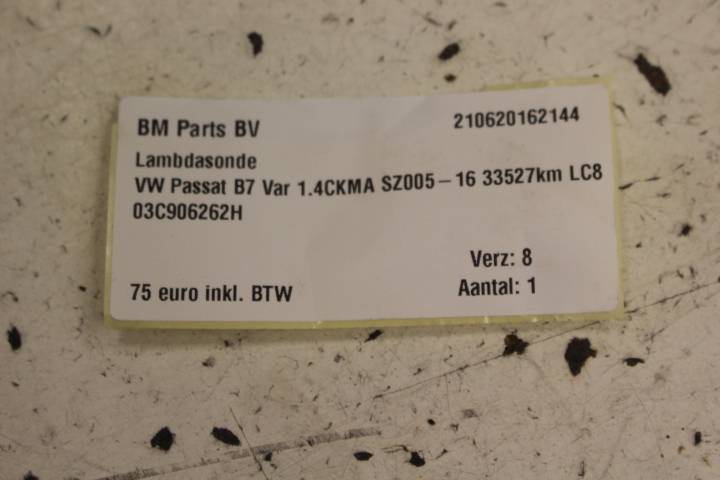 BM Parts BV 210620162144
Lambdasonde
VW Passat B7 Var 1.4CKMA SZ005-16 33527km LC8
03C906262H
Verz: 8
75 euro inkl. BTW Aantal: 1